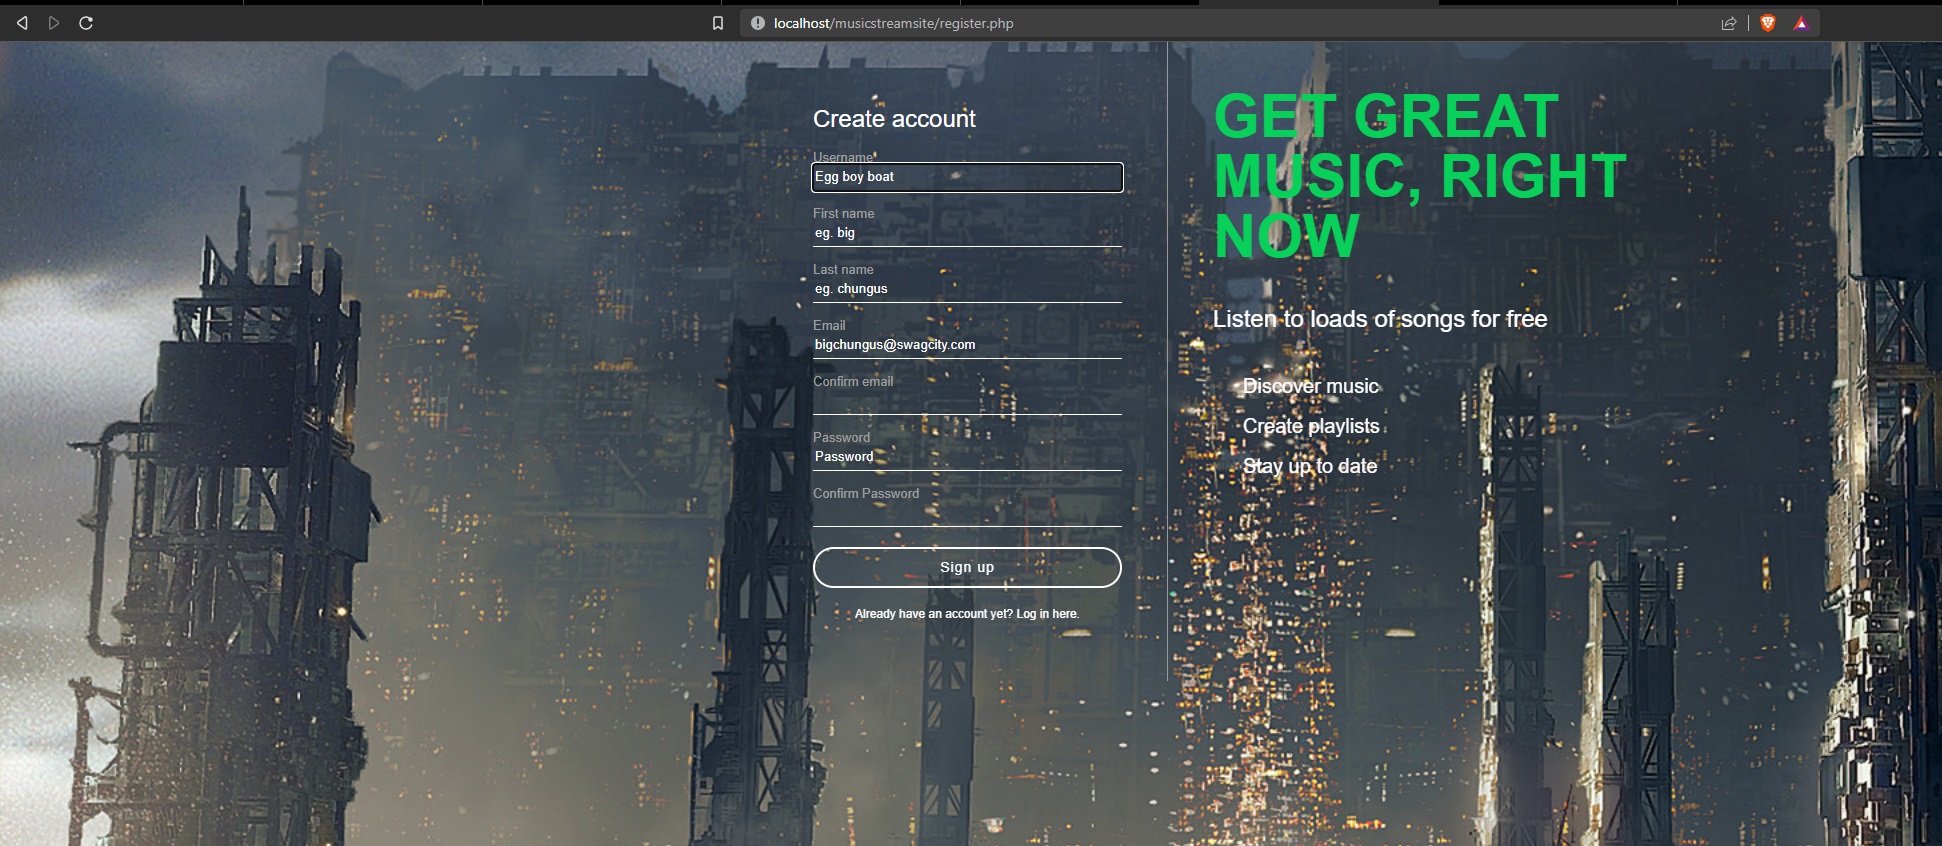 localhost/musicstreamsite/register.php
Create account
Username
Egg boy boat
First name
eg. big
Last name
eg. chungus
Email
bigchungus@swagcity.com
Confirm email
Password
Password
Confirm Password
Sign up
Already have an account yet? Log in here.
GET GREAT
MUSIC, RIGHT
NOW
Listen to loads of songs for free
Discover music
Create playlists
Stay up to date